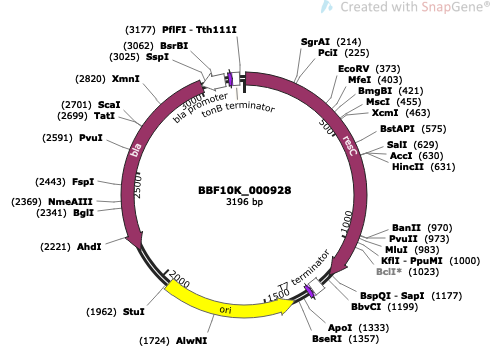 Created with SnapGene®
(3177) PflFI - Tth111I
(3062) BsrBI
(3025) SspI
(2820) XmnI
(2701) ScaI
(2699) TatI
(2591) PvuI
(2443) FspI
(2369) NmeAIII
(2341) BglI
(2221) AhdI
(1962) StuI
(1724) AlwNI
SgrAI (214)
PciI (225)
EcoRV (373)
MfeI (403)
BmgBI (421)
MscI (455)
XcmI (463)
BstAPI (575)
SalI (629)
AccI (630)
HincII (631)
BanII (970)
PvuII (973)
MluI (983)
KflI - PpuMI (1000)
BclI* (1023)
BspQI - SapI (1177)
BbvCI (1199)
ApoI (1333)
BseRI (1357)
bla promoter
tonB terminator
bla
resC
T7 terminator
ori
500
1000
1500
2000
2500
3000
BBF10K_000928
3196 bp